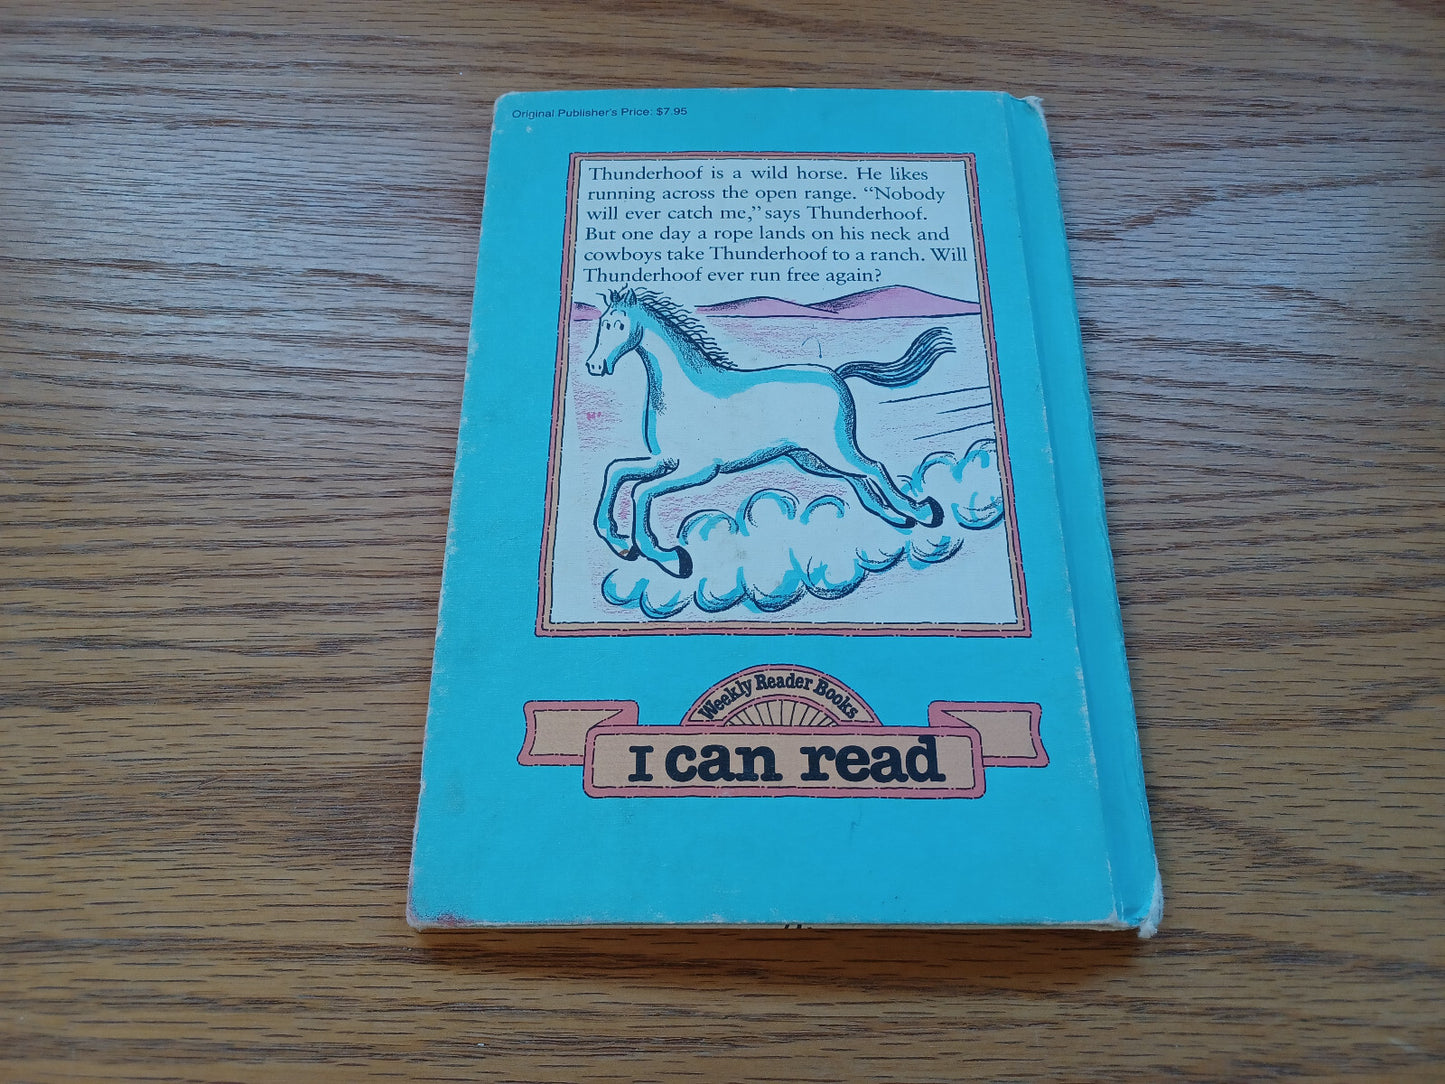 Original Publisher's Price: $7.95
Thunderhoof is a wild horse. He likes
running across the open range. “Nobody
will ever catch me,” says Thunderhoof.
But one day a rope lands on his neck and
cowboys take Thunderhoof to a ranch. Will
Thunderhoof ever run free again?
Weekly Reader Books
I can read